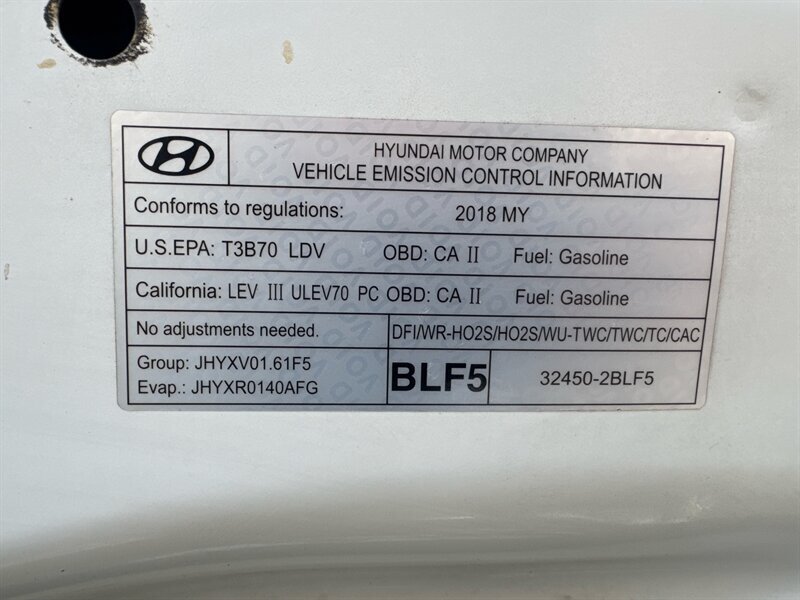 HYUNDAI MOTOR COMPANY
VEHICLE EMISSION CONTROL INFORMATION
Conforms to regulations: 2018 MY
U.S.EPA: T3B70 LDV OBD: CA II Fuel: Gasoline
California: LEV III ULEV70 PC OBD: CA II Fuel: Gasoline
No adjustments needed. DFI/WR-HO2S/HO2S/WU-TWC/TWC/TC/CAC
Group: JHYXV01.61F5
Evap.: JHYXR0140AFG
BLF5
32450-2BLF5